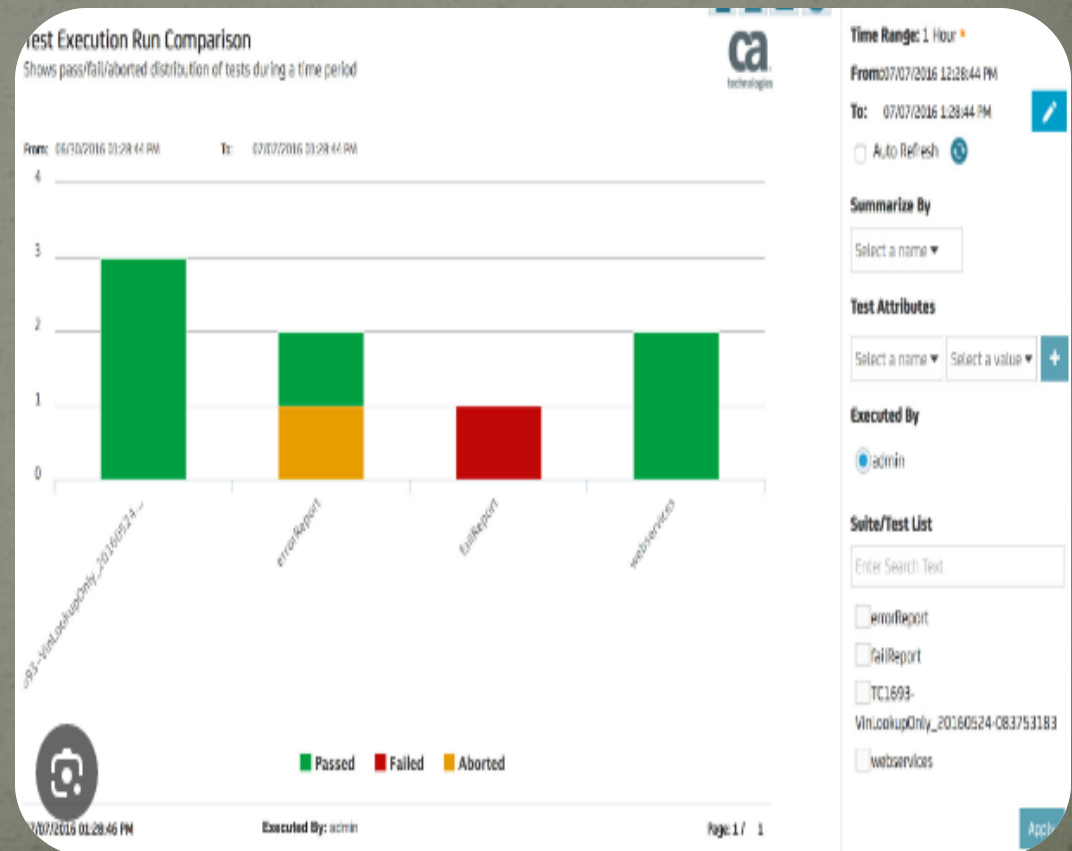 Test Execution Run Comparison
Shows pass/fail/aborted distribution of tests during a time period
ca
technologies
From: 06/30/2016 01:28:44 PM To: 07/07/2016 01:28:44 PM
4
3
2
1
0
093--VinLookupOnly_20160524-...
errorReport
failReport
webservices
Passed Failed Aborted
7/07/2016 01:28:46 PM Executed By: admin Page: 1 / 1
Time Range: 1 Hour
From:07/07/2016 12:28:44 PM
To: 07/07/2016 1:28:44 PM
Auto Refresh
Summarize By
Select a name
Test Attributes
Select a name Select a value +
Executed By
admin
Suite/Test List
Enter Search Text
errorReport
failReport
TC1693-
VinLookupOnly_20160524-083753183
webservices
Apply